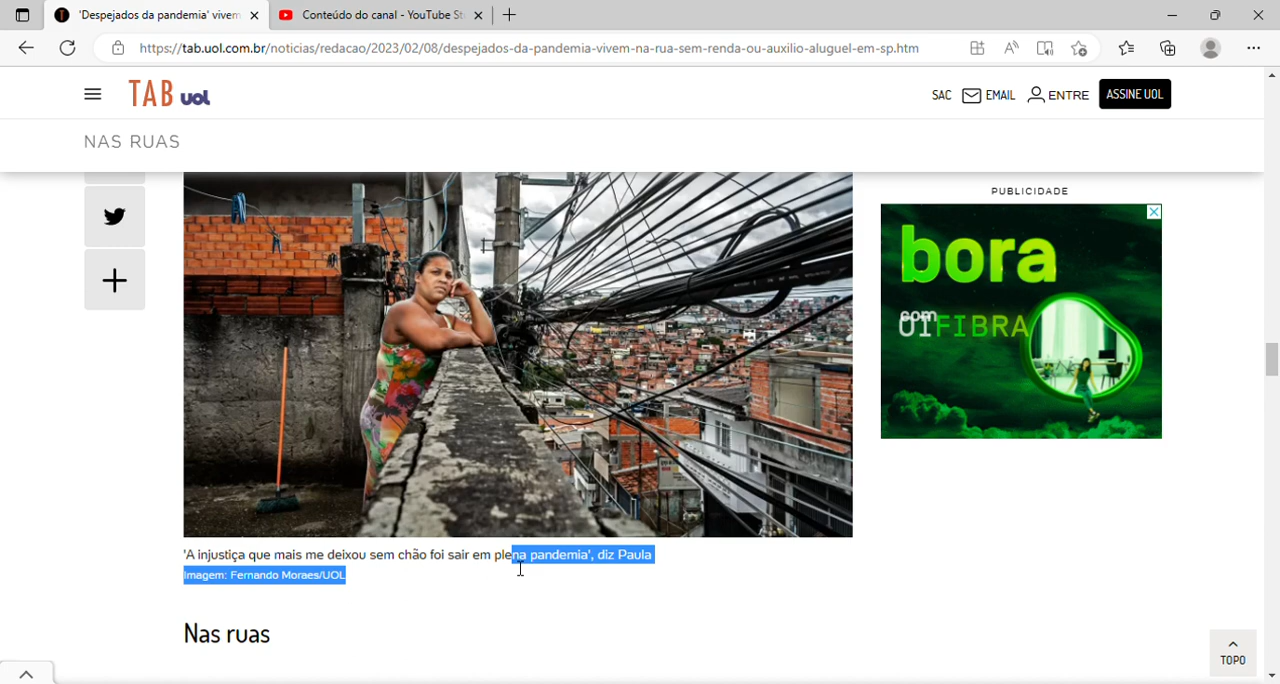 'Despejados da pandemia' vivem
Conteúdo do canal - YouTube St
https://tab.uol.com.br/noticias/redacao/2023/02/08/despejados-da-pandemia-vivem-na-rua-sem-renda-ou-auxilio-aluguel-em-sp.htm
TAB uol
SAC EMAIL ENTRE ASSINE UOL
NAS RUAS
PUBLICIDADE
bora
com
OI FIBRA
'A injustiça que mais me deixou sem chão foi sair em plena pandemia', diz Paula
Imagem: Fernando Moraes/UOL
Nas ruas
TOPO